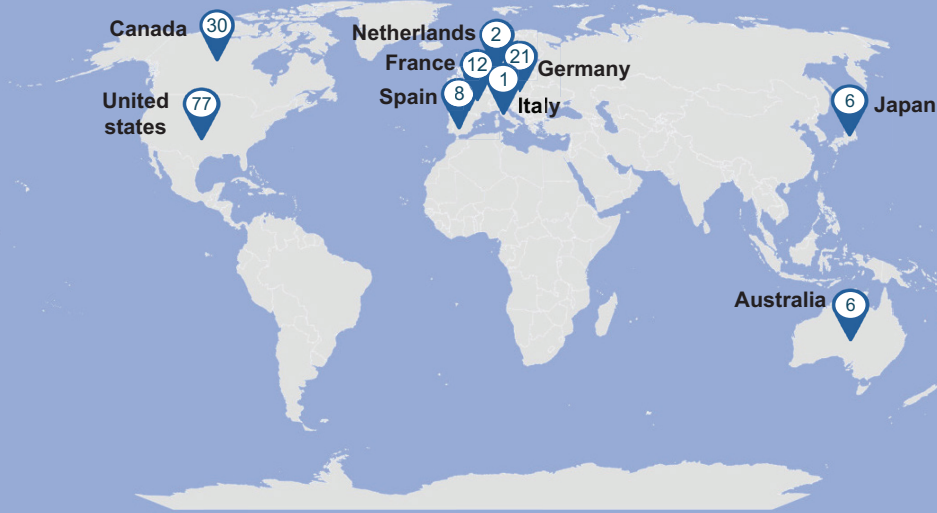 Canada 30
Netherlands 2
France 12
21 Germany
1
Italy
Spain 8
United
states
77
6 Japan
Australia 6